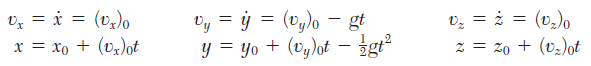 vₓ = ẋ = (vₓ)₀ v_y = ẏ = (v_y)₀ − gt v_z = ż = (v_z)₀
x = x₀ + (vₓ)₀t y = y₀ + (v_y)₀t − ½gt² z = z₀ + (v_z)₀t